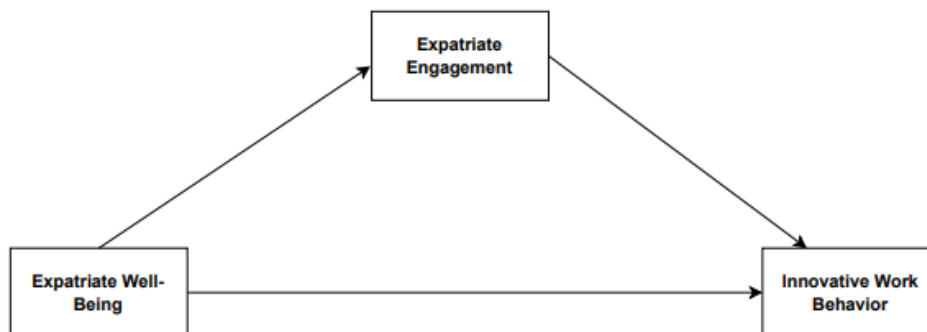 Expatriate
Engagement
Expatriate Well-
Being
Innovative Work
Behavior